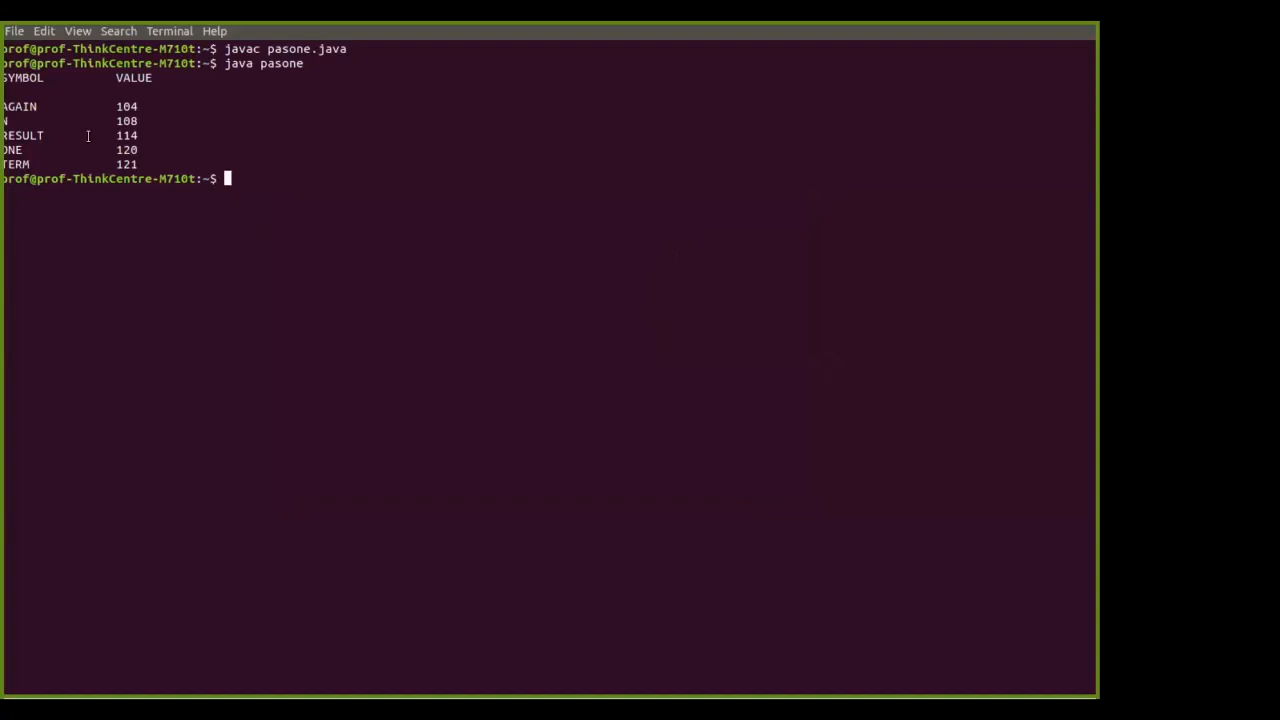 File Edit View Search Terminal Help
prof@prof-ThinkCentre-M710t:~$ javac pasone.java
prof@prof-ThinkCentre-M710t:~$ java pasone
SYMBOL VALUE
AGAIN 104
N 108
RESULT 114
ONE 120
TERM 121
prof@prof-ThinkCentre-M710t:~$